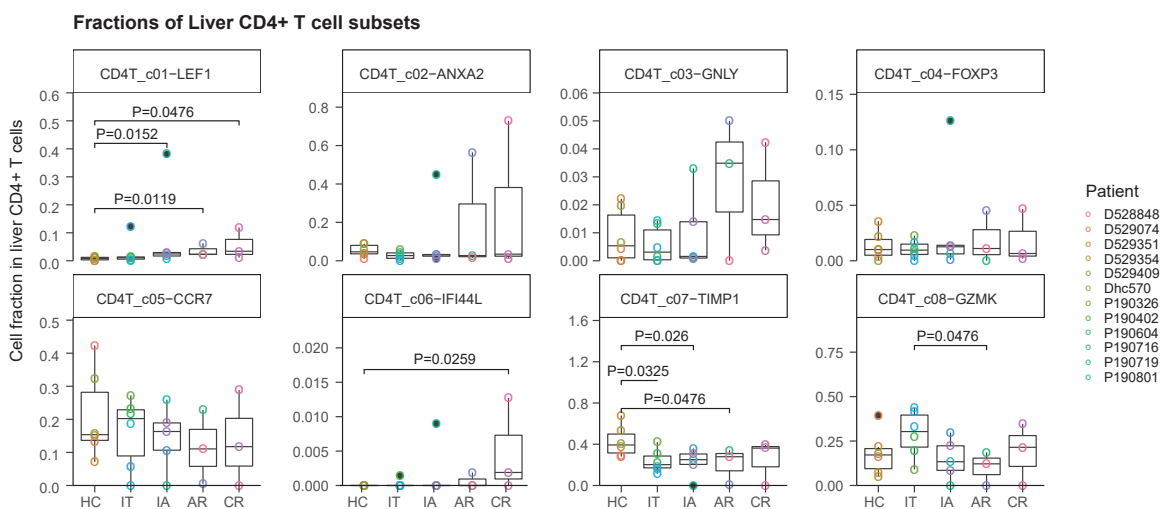 Fractions of Liver CD4+ T cell subsets
Cell fraction in liver CD4+ T cells
CD4T_c01−LEF1
0.6
0.5
0.4
0.3
0.2
0.1
0.0
P=0.0476
P=0.0152
P=0.0119
CD4T_c02−ANXA2
0.8
0.6
0.4
0.2
0.0
CD4T_c03−GNLY
0.06
0.05
0.04
0.03
0.02
0.01
0.00
CD4T_c04−FOXP3
0.15
0.10
0.05
0.00
CD4T_c05−CCR7
0.5
0.4
0.3
0.2
0.1
0.0
HC IT IA AR CR
CD4T_c06−IFI44L
0.020
0.015
0.010
0.005
0.000
P=0.0259
HC IT IA AR CR
CD4T_c07−TIMP1
1.6
1.2
0.8
0.4
0.0
P=0.026
P=0.0325
P=0.0476
HC IT IA AR CR
CD4T_c08−GZMK
0.75
0.50
0.25
0.00
P=0.0476
HC IT IA AR CR
Patient
D528848
D529074
D529351
D529354
D529409
Dhc570
P190326
P190402
P190604
P190716
P190719
P190801